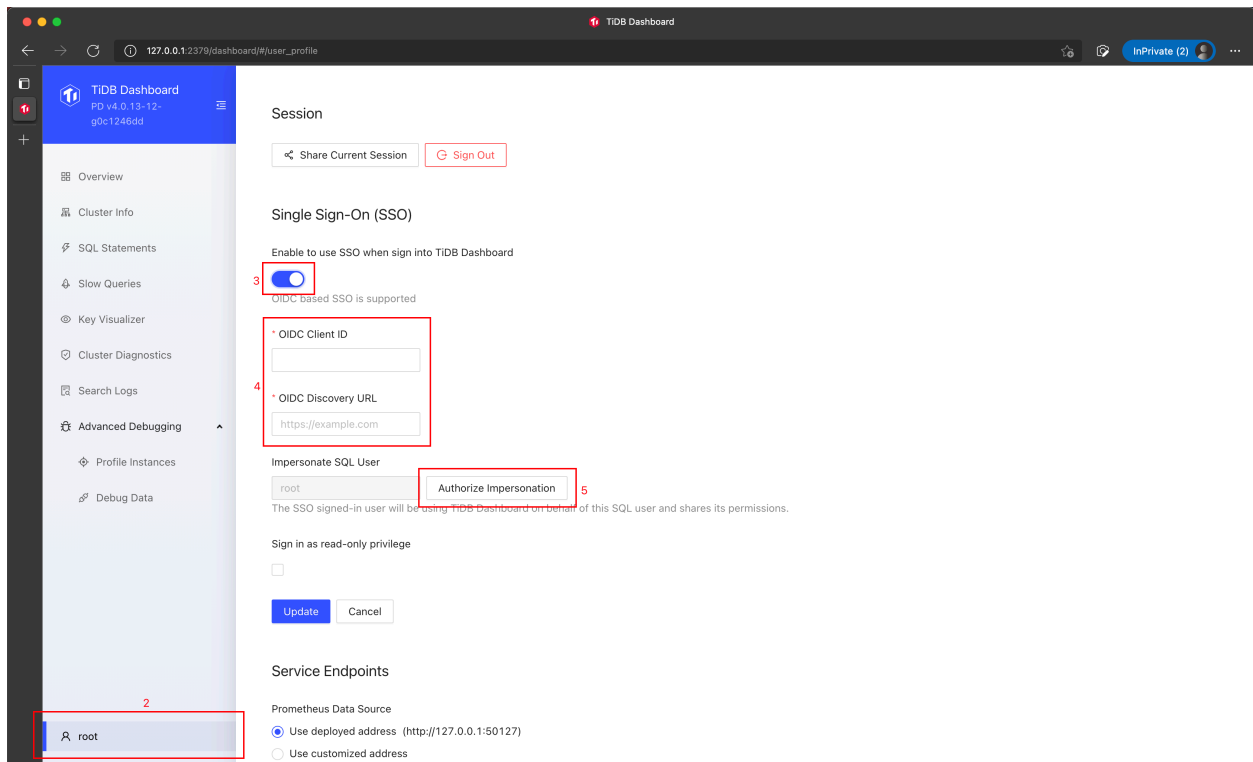 TiDB Dashboard
127.0.0.1:2379/dashboard/#/user_profile
InPrivate (2)
TiDB Dashboard
PD v4.0.13-12-
g0c1246dd
Overview
Cluster Info
SQL Statements
Slow Queries
Key Visualizer
Cluster Diagnostics
Search Logs
Advanced Debugging
Profile Instances
Debug Data
2
root
Session
Share Current Session
Sign Out
Single Sign-On (SSO)
Enable to use SSO when sign into TiDB Dashboard
3
OIDC based SSO is supported
* OIDC Client ID
4
* OIDC Discovery URL
https://example.com
Impersonate SQL User
root
Authorize Impersonation
5
The SSO signed-in user will be using TiDB Dashboard on behalf of this SQL user and shares its permissions.
Sign in as read-only privilege
Update
Cancel
Service Endpoints
Prometheus Data Source
Use deployed address (http://127.0.0.1:50127)
Use customized address